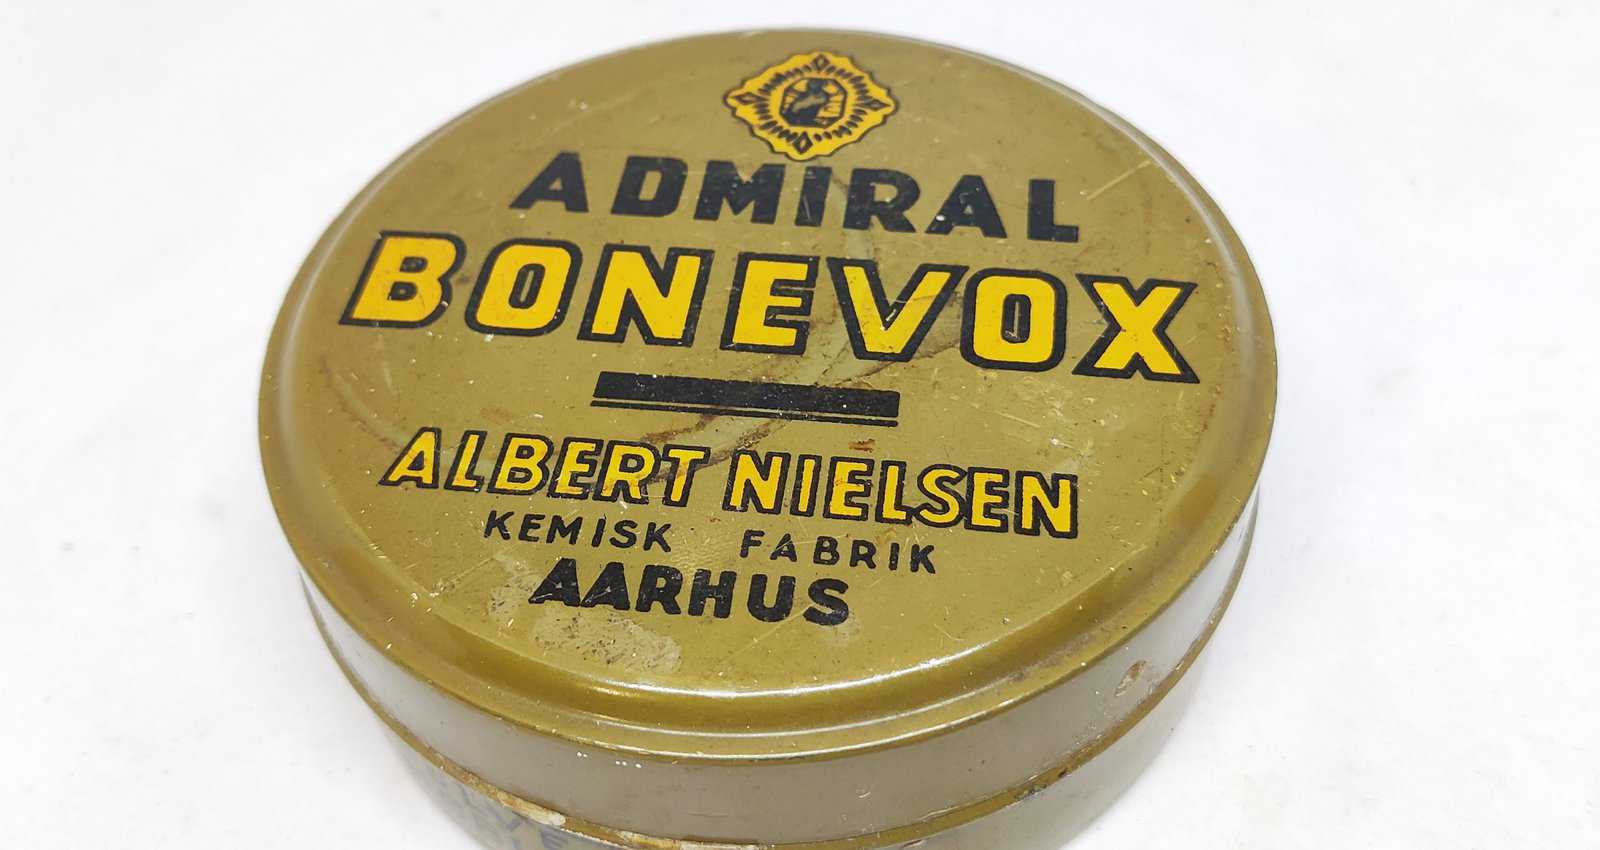 ADMIRAL
BONEVOX
ALBERT NIELSEN
KEMISK FABRIK
AARHUS